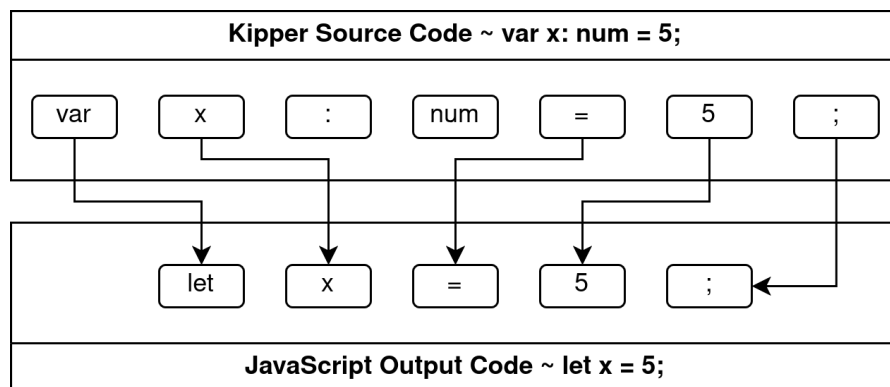 Kipper Source Code ~ var x: num = 5;
var x : num = 5 ;
let x = 5 ;
JavaScript Output Code ~ let x = 5;